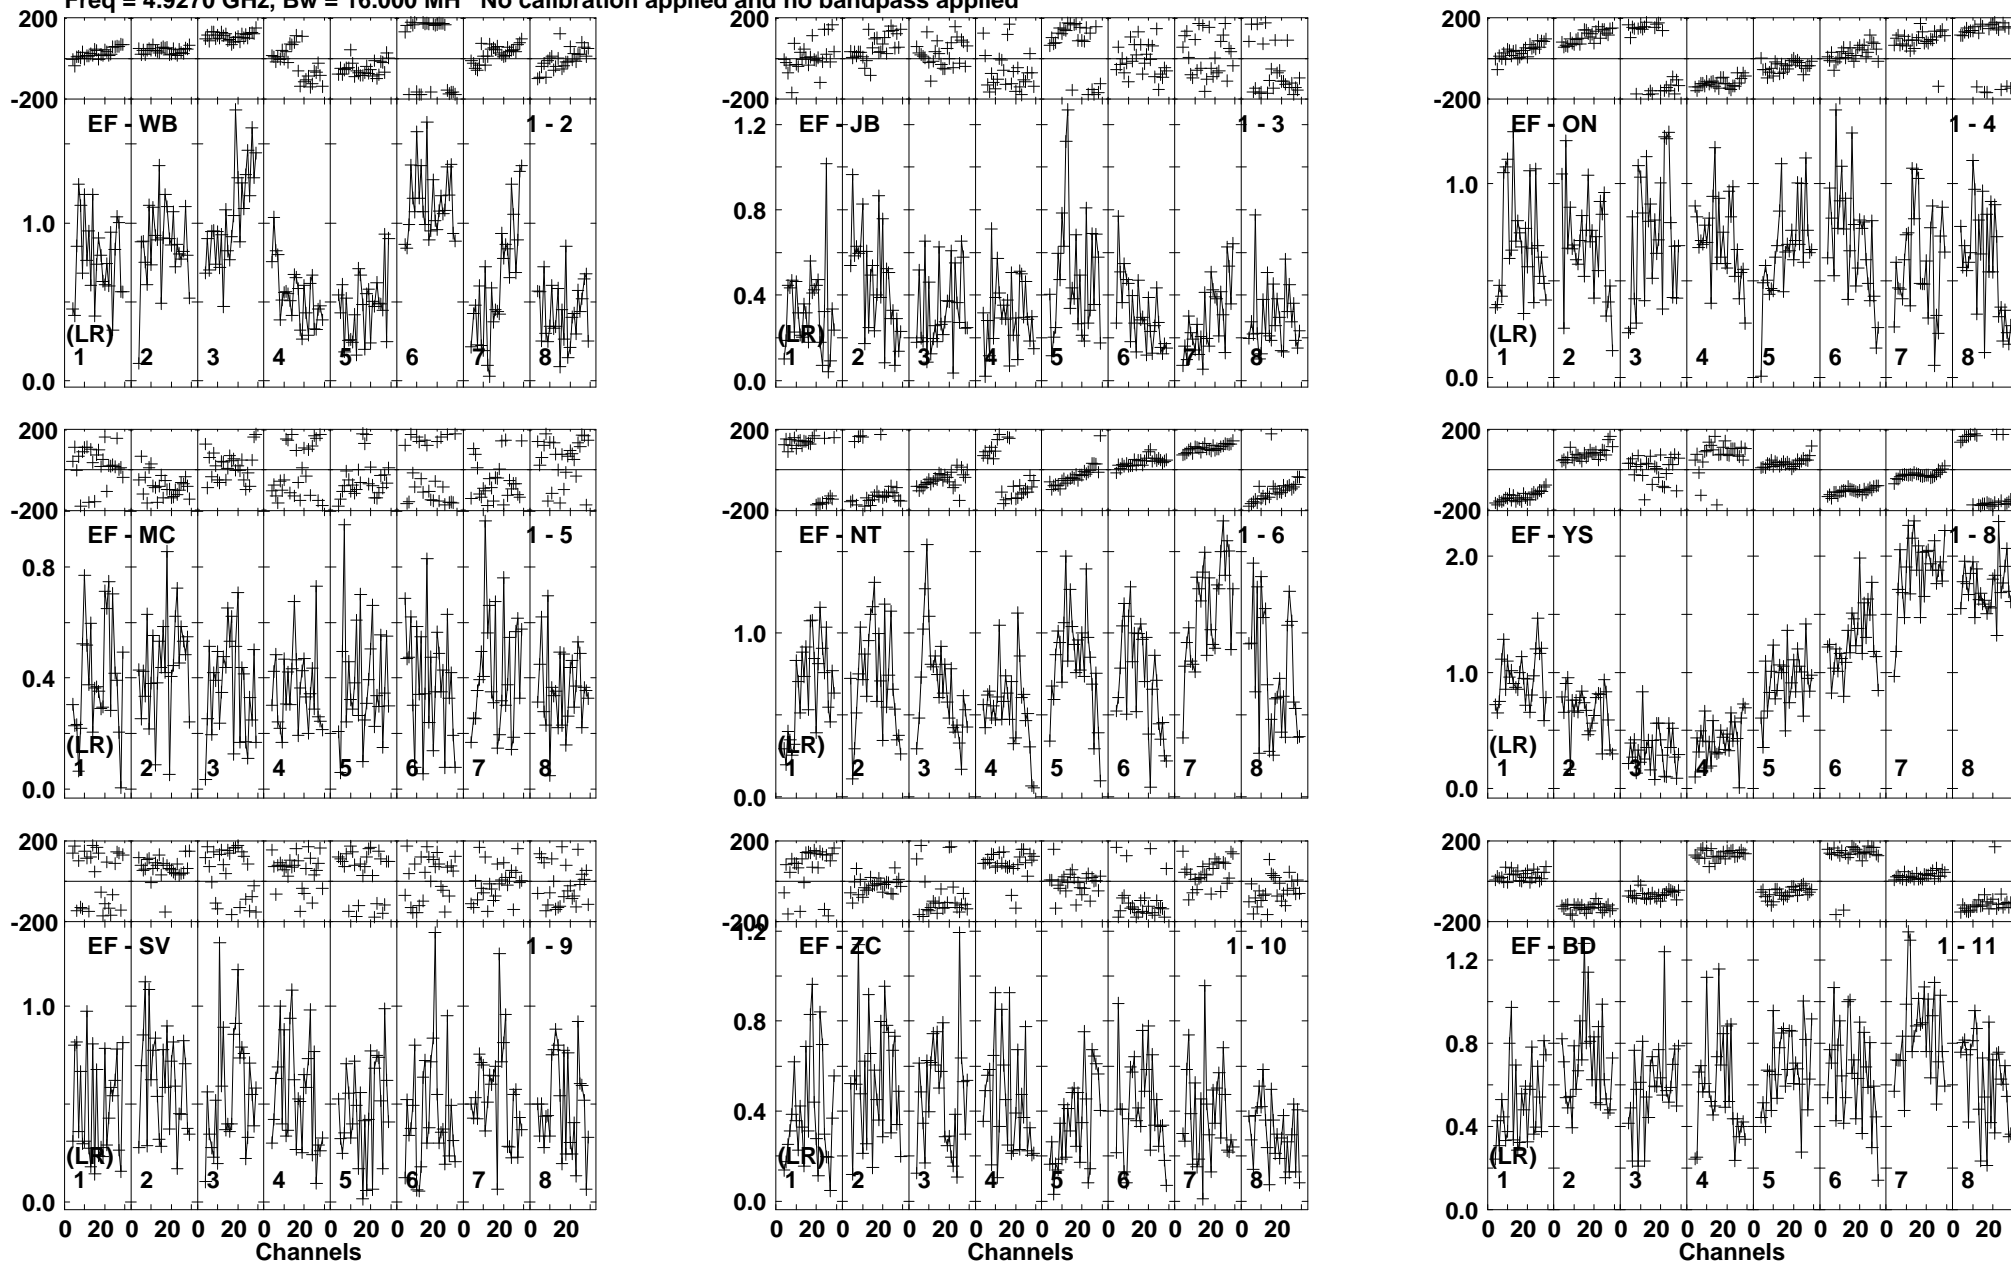 Freq = 4.9270 GHz, Bw = 16.000 MH No calibration applied and no bandpass applied
200
-200
EF - WB 1 - 2
1.0
(LR)
1 2 3 4 5 6 7 8
0.0
-200
EF - JB 1 - 3
1.2
0.8
0.4
(LR)
1 2 3 4 5 6 7 8
0.0
200
-200
EF - ON 1 - 4
1.0
(LR)
1 2 3 4 5 6 7 8
0.0
200
-200
EF - MC 1 - 5
0.8
0.4
(LR)
1 2 3 4 5 6 7 8
0.0
200
-200
EF - NT 1 - 6
1.0
(LR)
1 2 3 4 5 6 7 8
0.0
200
-200
EF - YS 1 - 8
2.0
1.0
(LR)
1 2 3 4 5 6 7 8
0.0
200
-200
EF - SV 1 - 9
1.0
(LR)
1 2 3 4 5 6 7 8
0.0
0 20 0 20 0 20 0 20 0 20 0 20 0 20 0 20
Channels
200
-200
1.2
EF - ZC 1 - 10
0.8
0.4
(LR)
1 2 3 4 5 6 7 8
0.0
0 20 0 20 0 20 0 20 0 20 0 20 0 20 0 20
Channels
200
-200
EF - BD 1 - 11
1.2
0.8
0.4
(LR)
1 2 3 4 5 6 7 8
0.0
0 20 0 20 0 20 0 20 0 20 0 20 0 20 0 20
Channels